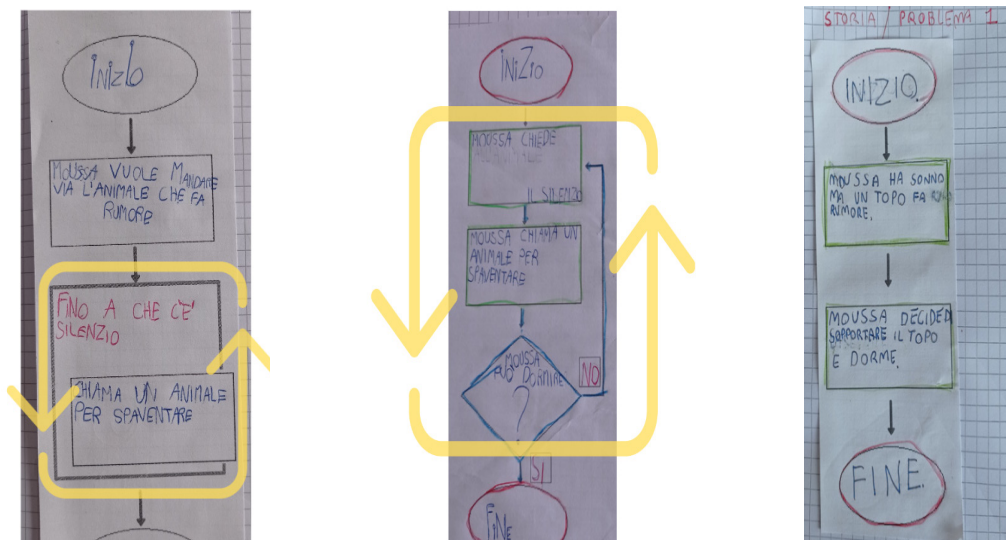 INIZIO
MOUSSA VUOLE MANDARE
VIA L'ANIMALE CHE FA
RUMORE
FINO A CHE C'E'
SILENZIO
CHIAMA UN ANIMALE
PER SPAVENTARE
INIZIO
MOUSSA CHIEDE
IL SILENZIO
MOUSSA CHIAMA UN
ANIMALE PER
SPAVENTARE
MOUSSA
PUO' DORMIRE
?
NO
SI
FINE
STORIA / PROBLEMA 1
INIZIO.
MOUSSA HA SONNO
MA UN TOPO FA
RUMORE.
MOUSSA DECIDE DI
SOPPORTARE IL TOPO
E DORME.
FINE.